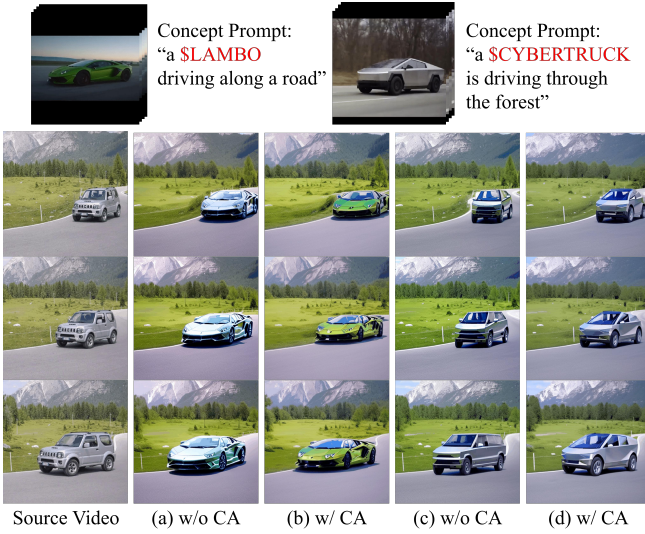 Concept Prompt:
“a $LAMBO
driving along a road”
Concept Prompt:
“a $CYBERTRUCK
is driving through
the forest”
Source Video
(a) w/o CA
(b) w/ CA
(c) w/o CA
(d) w/ CA